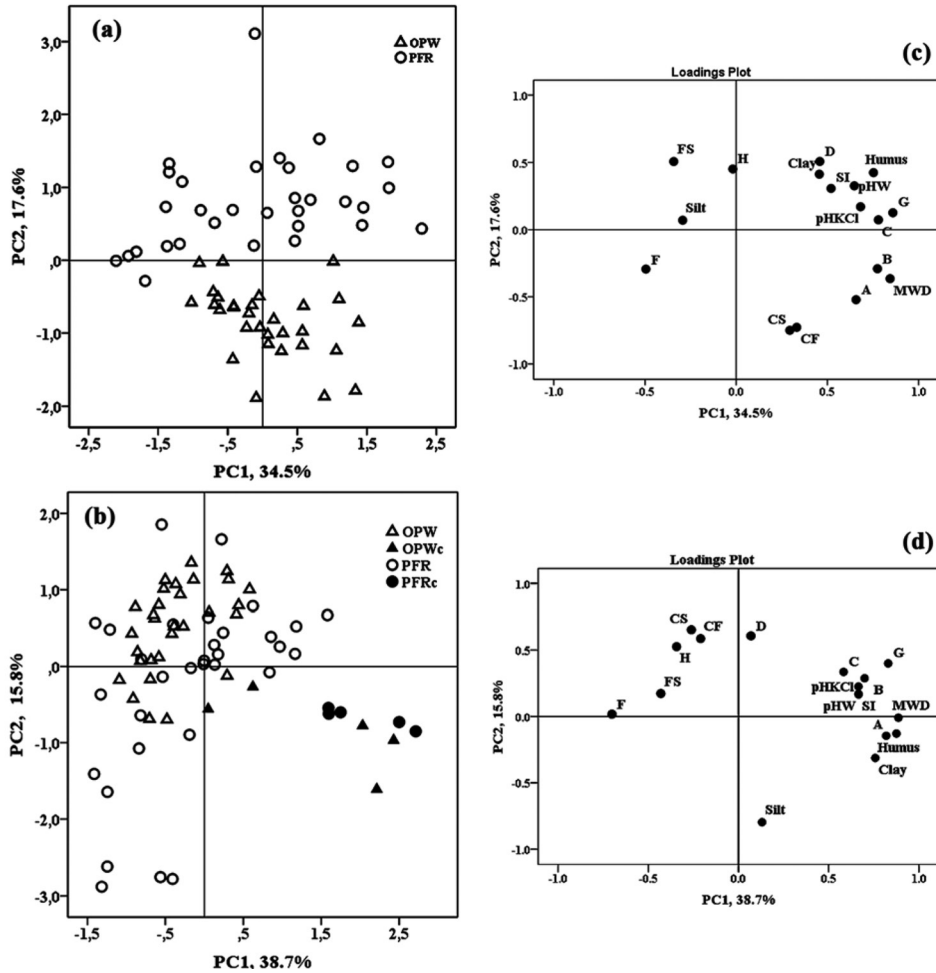 (a)
OPW
PFR
3,0
2,0
1,0
,0
-1,0
-2,0
PC2, 17.6%
-2,5
-1,5
-,5
,5
1,5
2,5
PC1, 34.5%
(c)
Loadings Plot
1.0
0.5
0.0
-0.5
-1.0
PC2, 17.6%
FS
H
D
Clay
SI
Humus
pHW
Silt
pHKCl
G
C
F
B
A
MWD
CS
CF
-1.0
-0.5
0.0
0.5
1.0
PC1, 34.5%
(b)
OPW
OPWc
PFR
PFRc
2,0
1,0
,0
-1,0
-2,0
-3,0
PC2, 15.8%
-1,5
-,5
,5
1,5
2,5
PC1, 38.7%
(d)
Loadings Plot
1.0
0.5
0.0
-0.5
-1.0
PC2, 15.8%
CS
CF
D
H
C
G
FS
pHKCl
B
F
pHW
SI
MWD
A
Humus
Clay
Silt
-1.0
-0.5
0.0
0.5
1.0
PC1, 38.7%